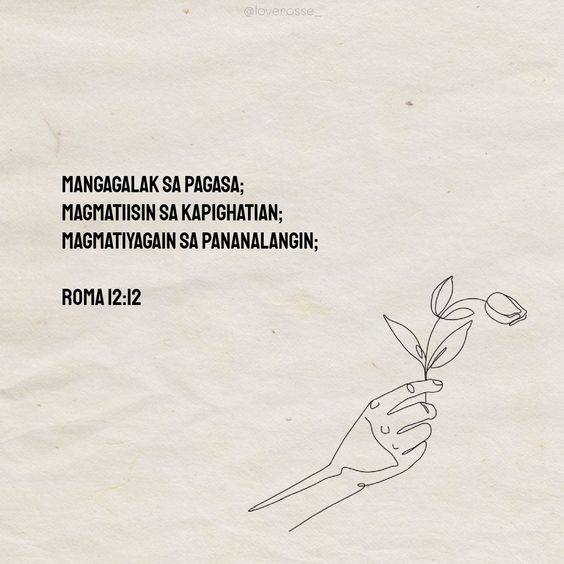 @loverosse_
MANGAGALAK SA PAGASA;
MAGMATIISIN SA KAPIGHATIAN;
MAGMATIYAGAIN SA PANANALANGIN;
ROMA 12:12